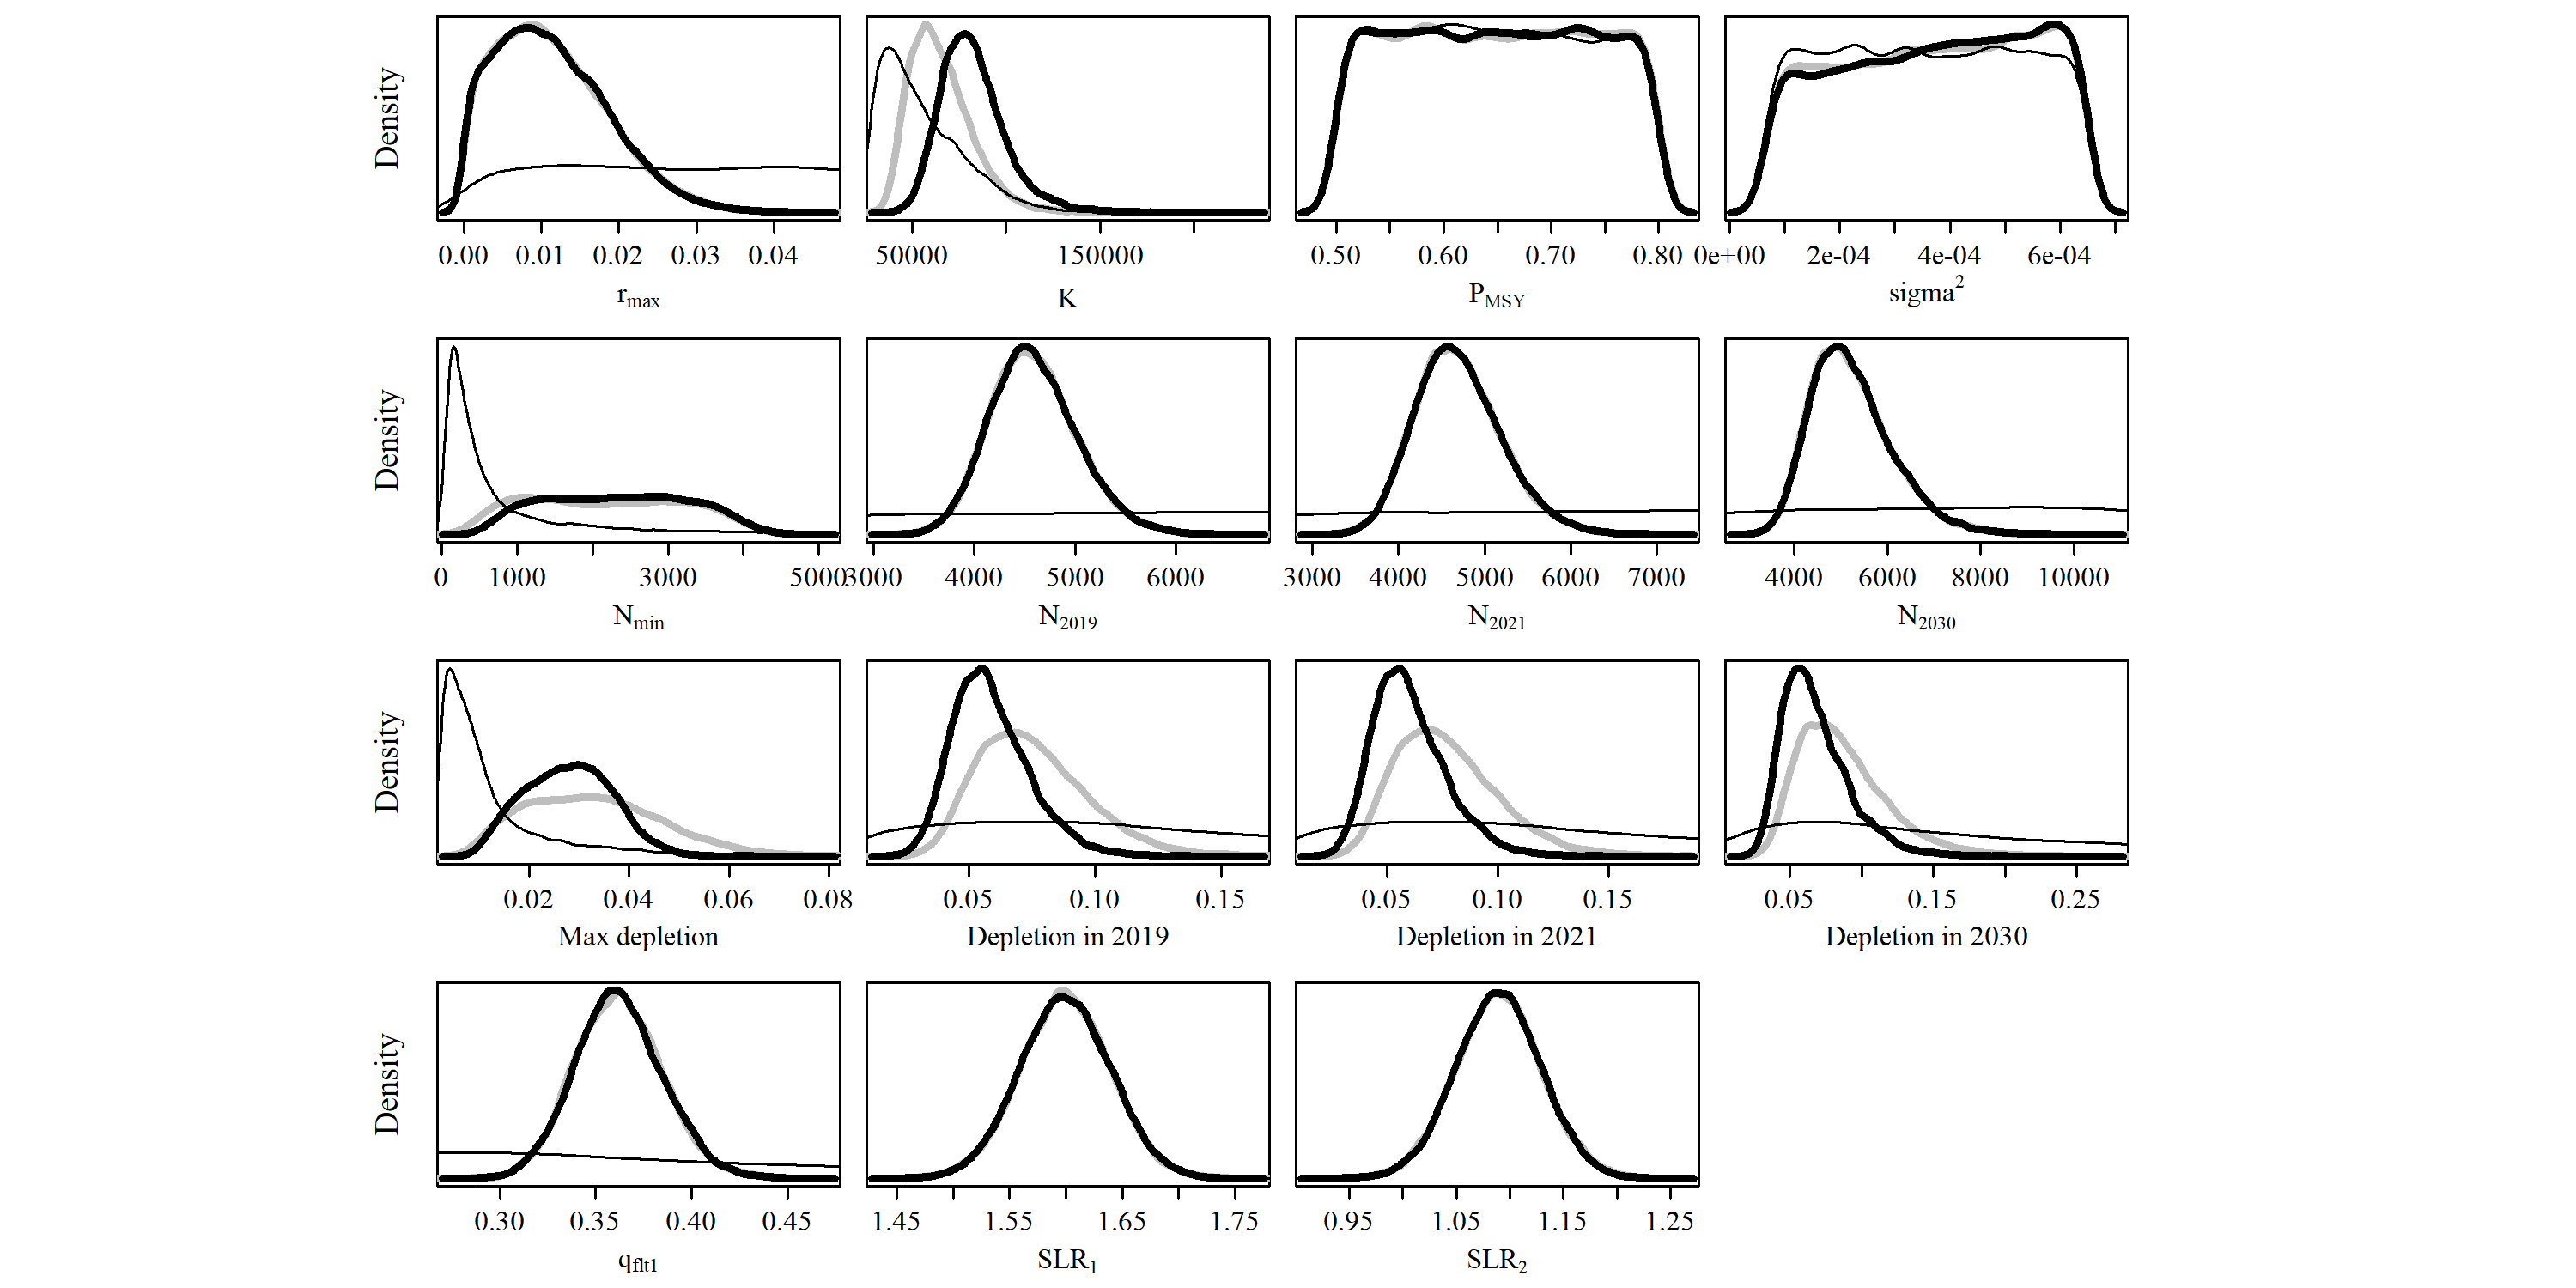 Density
0.00 0.01 0.02 0.03 0.04
r_max
50000 150000
K
0.50 0.60 0.70 0.80
P_MSY
0e+00 2e-04 4e-04 6e-04
sigma²
Density
0 1000 3000 5000
N_min
3000 4000 5000 6000
N_2019
3000 4000 5000 6000 7000
N_2021
4000 6000 8000 10000
N_2030
Density
0.02 0.04 0.06 0.08
Max depletion
0.05 0.10 0.15
Depletion in 2019
0.05 0.10 0.15
Depletion in 2021
0.05 0.15 0.25
Depletion in 2030
Density
0.30 0.35 0.40 0.45
q_flt1
1.45 1.55 1.65 1.75
SLR_1
0.95 1.05 1.15 1.25
SLR_2